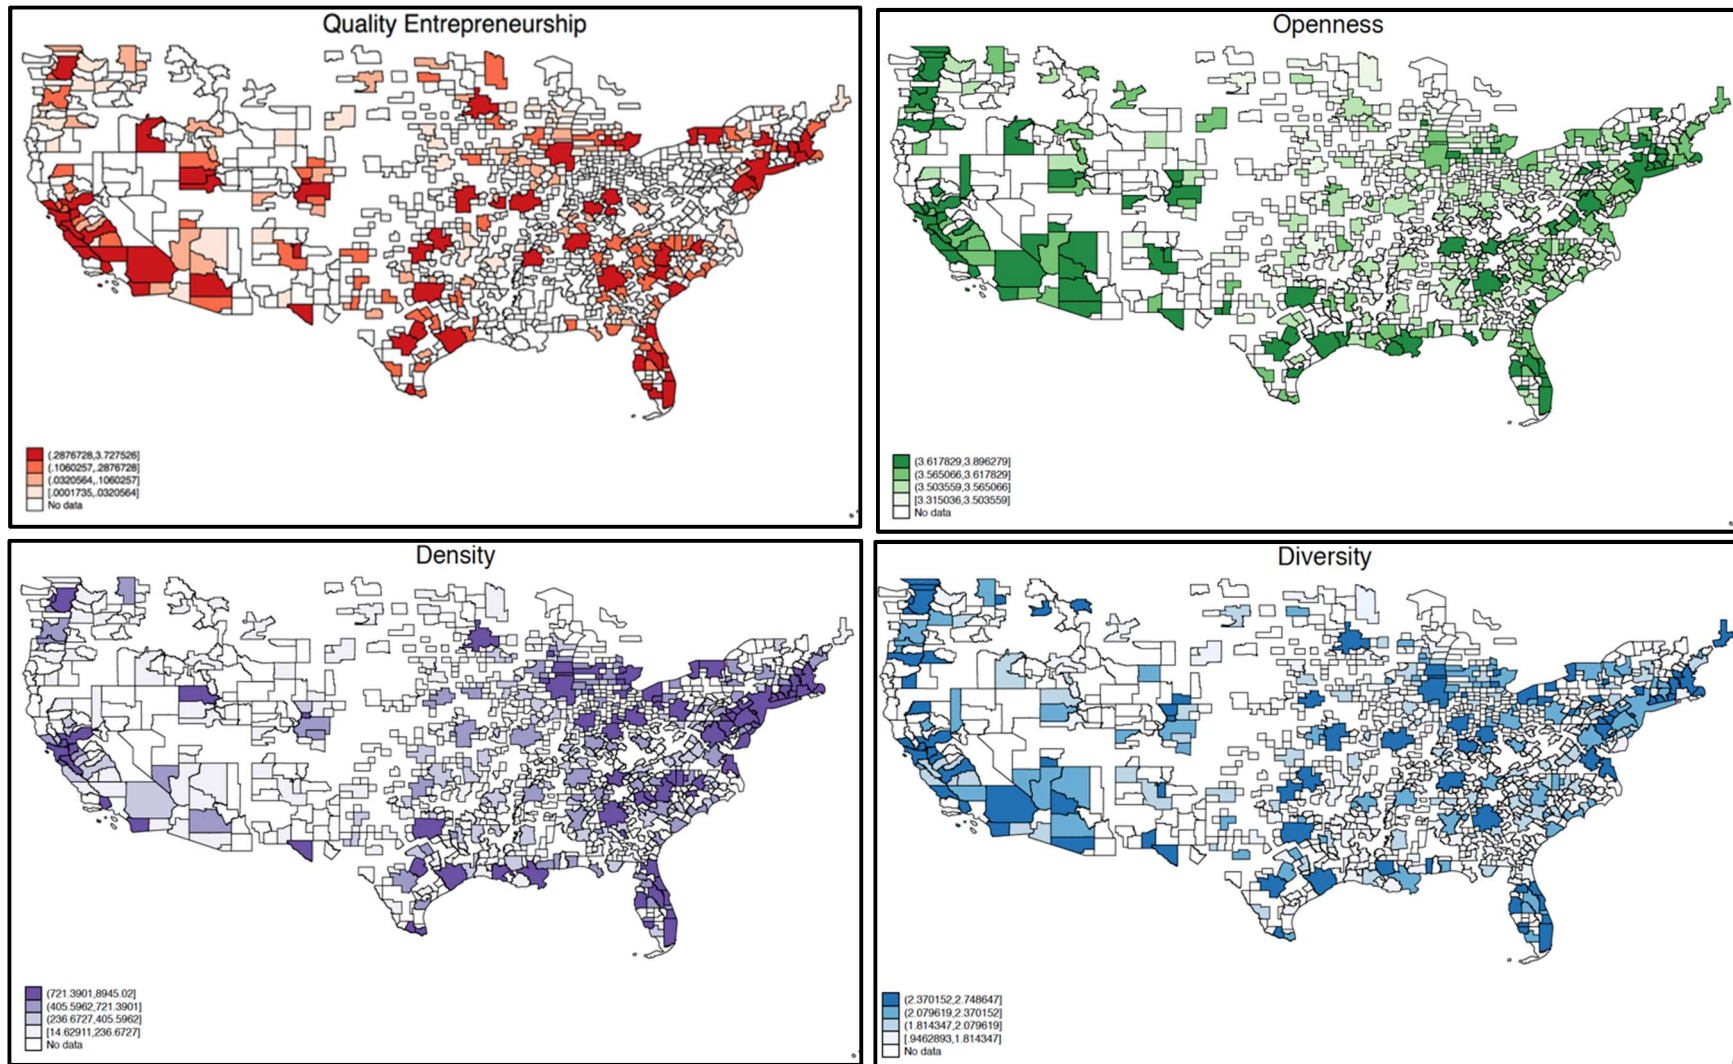 Quality Entrepreneurship
(.2876728,3.727526]
(.1060257,.2876728]
(.0320564,.1060257]
[.0001735,.0320564]
No data
Openness
(3.617829,3.896279]
(3.565066,3.617829]
(3.503559,3.565066]
[3.315036,3.503559]
No data
Density
(721.3901,8945.02]
(405.5962,721.3901]
(236.6727,405.5962]
[14.62911,236.6727]
No data
Diversity
(2.370152,2.748647]
(2.079619,2.370152]
(1.814347,2.079619]
[.9462893,1.814347]
No data